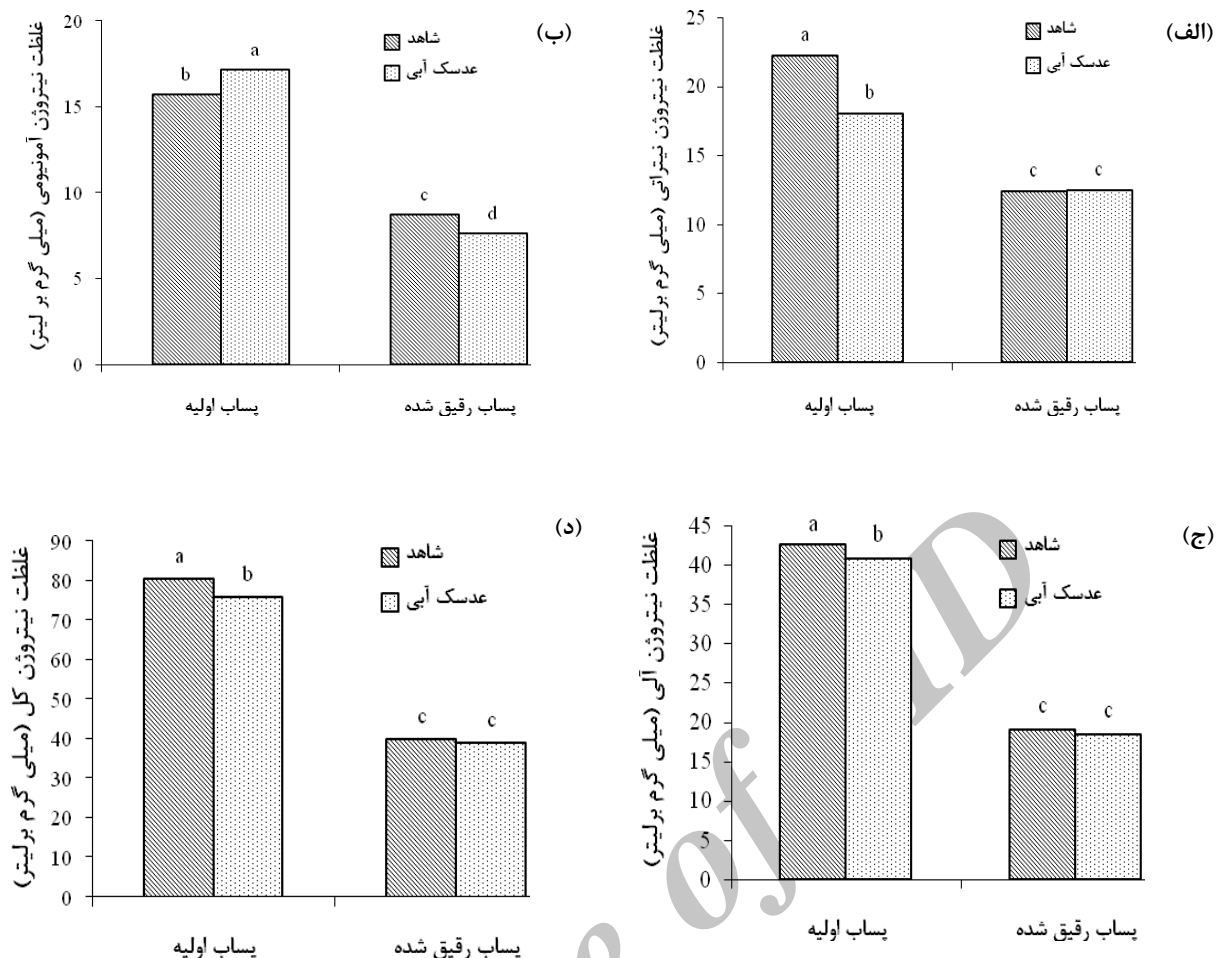 (الف)
غلظت نیتروژن نیتراتی (میلی گرم برلیتر)
25
20
15
10
5
0
شاهد
عدسک آبی
a
b
c
c
پساب اولیه
پساب رقیق شده
(ب)
غلظت نیتروژن آمونیومی (میلی گرم بر لیتر)
20
15
10
5
0
شاهد
عدسک آبی
b
a
c
d
پساب اولیه
پساب رقیق شده
(ج)
غلظت نیتروژن آلی (میلی گرم برلیتر)
45
40
35
30
25
20
15
10
5
0
شاهد
عدسک آبی
a
b
c
c
پساب اولیه
پساب رقیق شده
(د)
غلظت نیتروژن کل (میلی گرم برلیتر)
90
80
70
60
50
40
30
20
10
0
شاهد
عدسک آبی
a
b
c
c
پساب اولیه
پساب رقیق شده
of